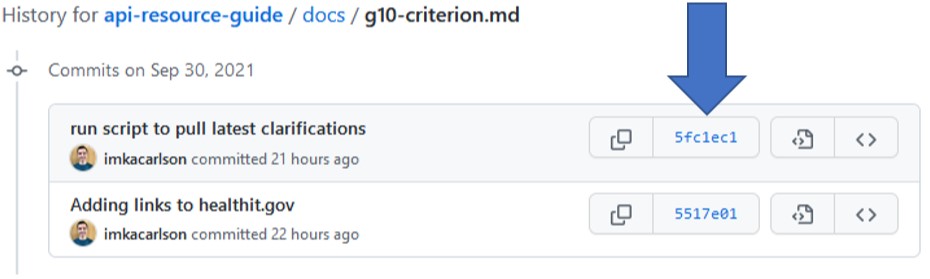 History for api-resource-guide / docs / g10-criterion.md
Commits on Sep 30, 2021
run script to pull latest clarifications
5fc1ec1
imkacarlson committed 21 hours ago
Adding links to healthit.gov
5517e01
imkacarlson committed 22 hours ago